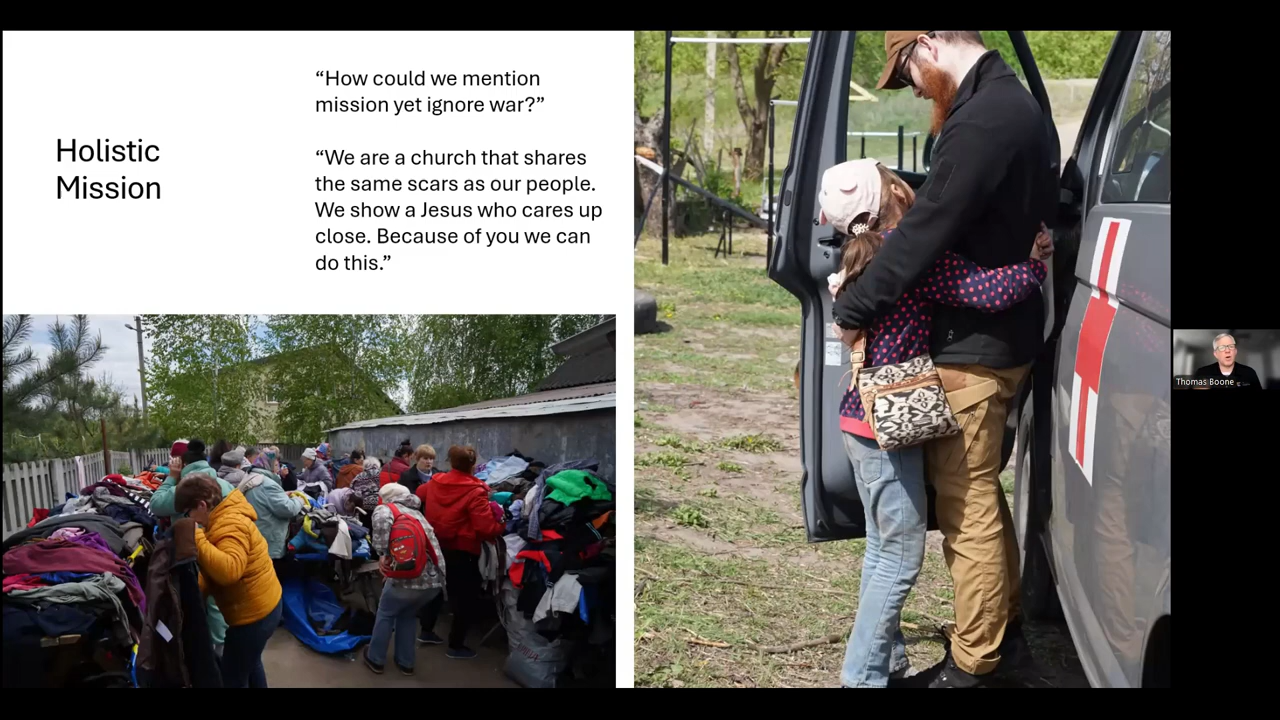 Holistic
Mission
“How could we mention
mission yet ignore war?”
“We are a church that shares
the same scars as our people.
We show a Jesus who cares up
close. Because of you we can
do this.”
Thomas Boone